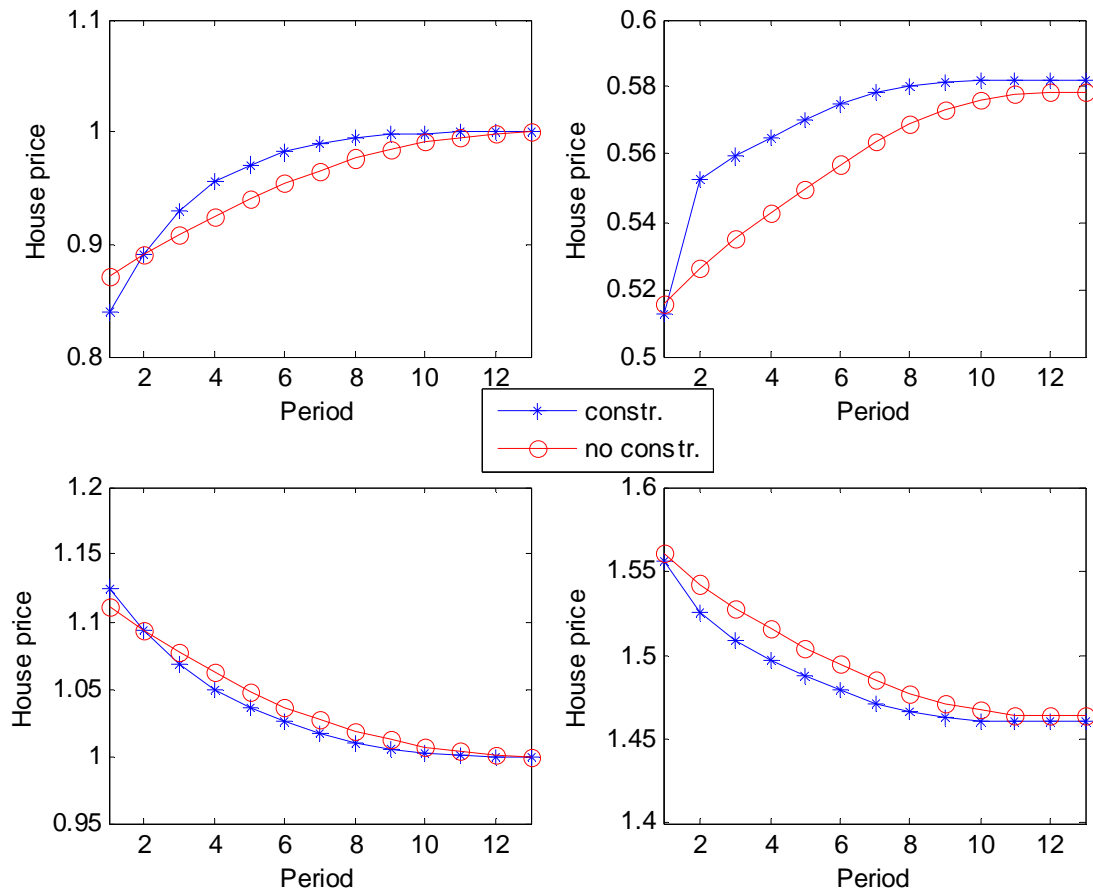 1.1
1
0.9
0.8
House price
2 4 6 8 10 12
Period
0.6
0.58
0.56
0.54
0.52
0.5
House price
2 4 6 8 10 12
Period
constr.
no constr.
1.2
1.15
1.1
1.05
1
0.95
House price
2 4 6 8 10 12
Period
1.6
1.55
1.5
1.45
1.4
House price
2 4 6 8 10 12
Period